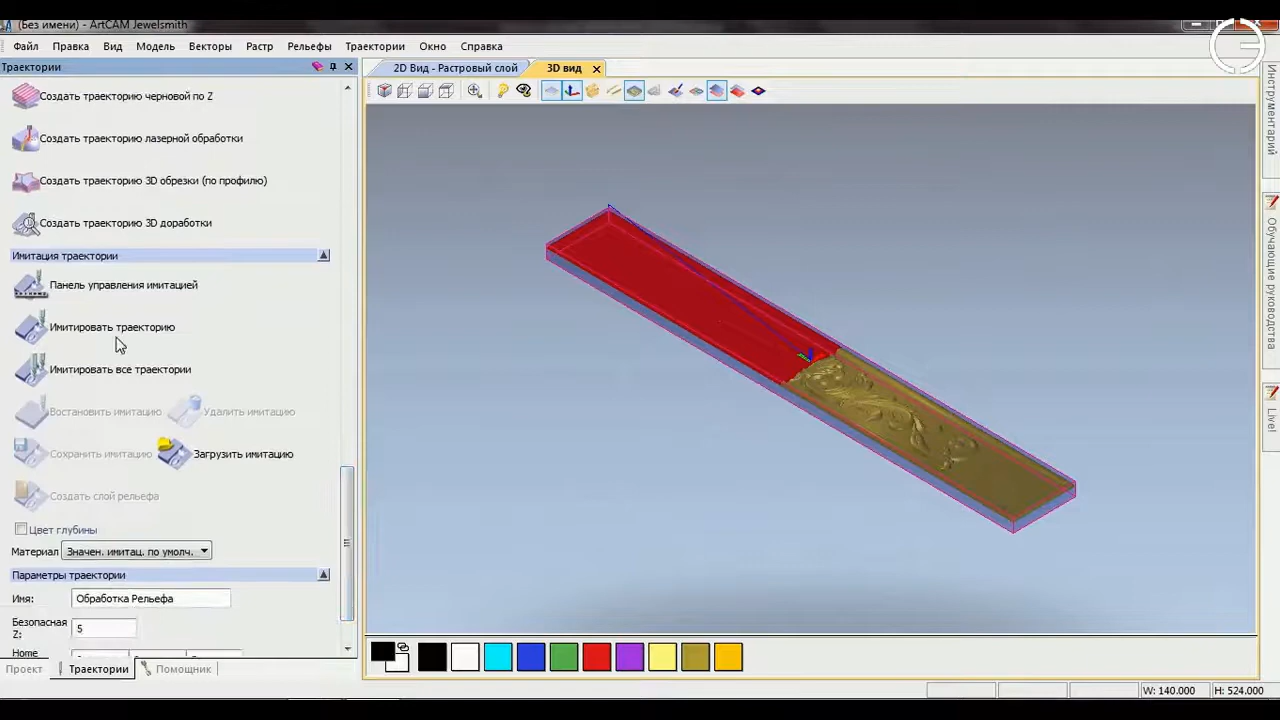 (Без имени) - ArtCAM Jewelsmith
Файл Правка Вид Модель Векторы Растр Рельефы Траектории Окно Справка
Траектории
2D Вид - Растровый слой 3D вид
Создать траекторию черновой по Z
Создать траекторию лазерной обработки
Создать траекторию 3D обрезки (по профилю)
Создать траекторию 3D доработки
Имитация траектории
Панель управления имитацией
Имитировать траекторию
Имитировать все траектории
Востановить имитацию Удалить имитацию
Сохранить имитацию Загрузить имитацию
Создать слой рельефа
Цвет глубины
Материал Значен. имитац. по умолч.
Параметры траектории
Имя: Обработка Рельефа
Безопасная
Z: 5
Home
Проект Траектории Помощник
Инструментарий
Обучающие руководства
Live!
W: 140.000 H: 524.000